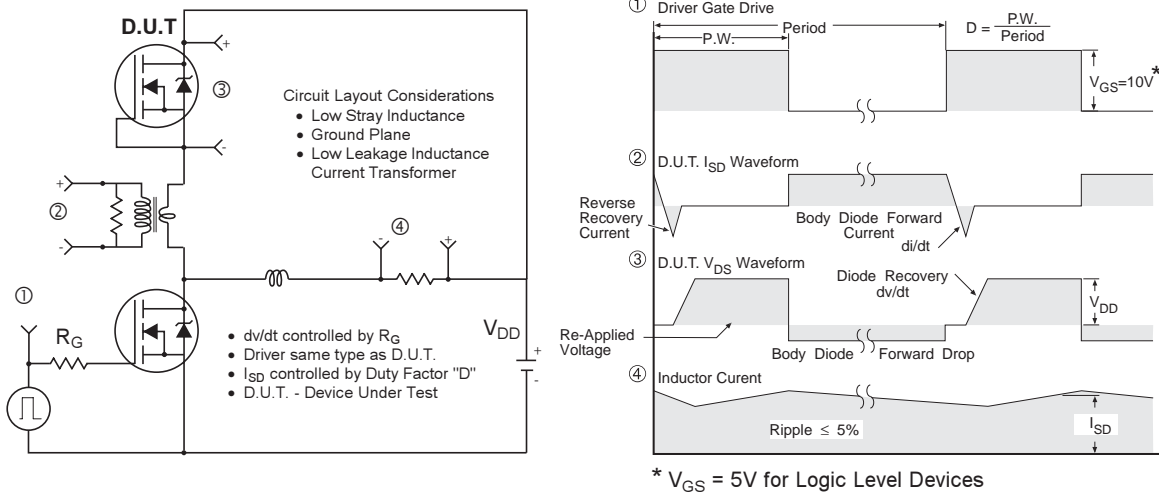 D.U.T
+
③
-
Circuit Layout Considerations
• Low Stray Inductance
• Ground Plane
• Low Leakage Inductance
Current Transformer
+
②
-
-
④
+
①
R_G
V_DD
+
-
• dv/dt controlled by R_G
• Driver same type as D.U.T.
• I_SD controlled by Duty Factor "D"
• D.U.T. - Device Under Test
① Driver Gate Drive
P.W.
Period
D = P.W. / Period
V_GS=10V*
② D.U.T. I_SD Waveform
Reverse
Recovery
Current
Body Diode Forward
Current
di/dt
③ D.U.T. V_DS Waveform
Diode Recovery
dv/dt
V_DD
Re-Applied
Voltage
Body Diode Forward Drop
④ Inductor Curent
Ripple ≤ 5%
I_SD
* V_GS = 5V for Logic Level Devices